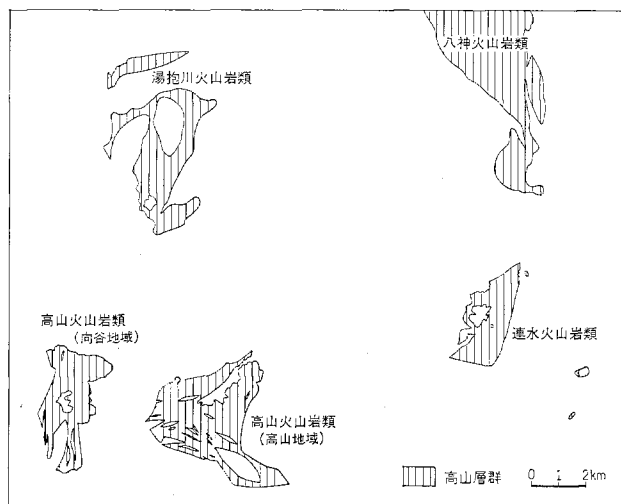 八神火山岩類
湯抱川火山岩類
高山火山岩類
(向谷地域)
連水火山岩類
高山火山岩類
(高山地域)
高山層群
0 1 2km